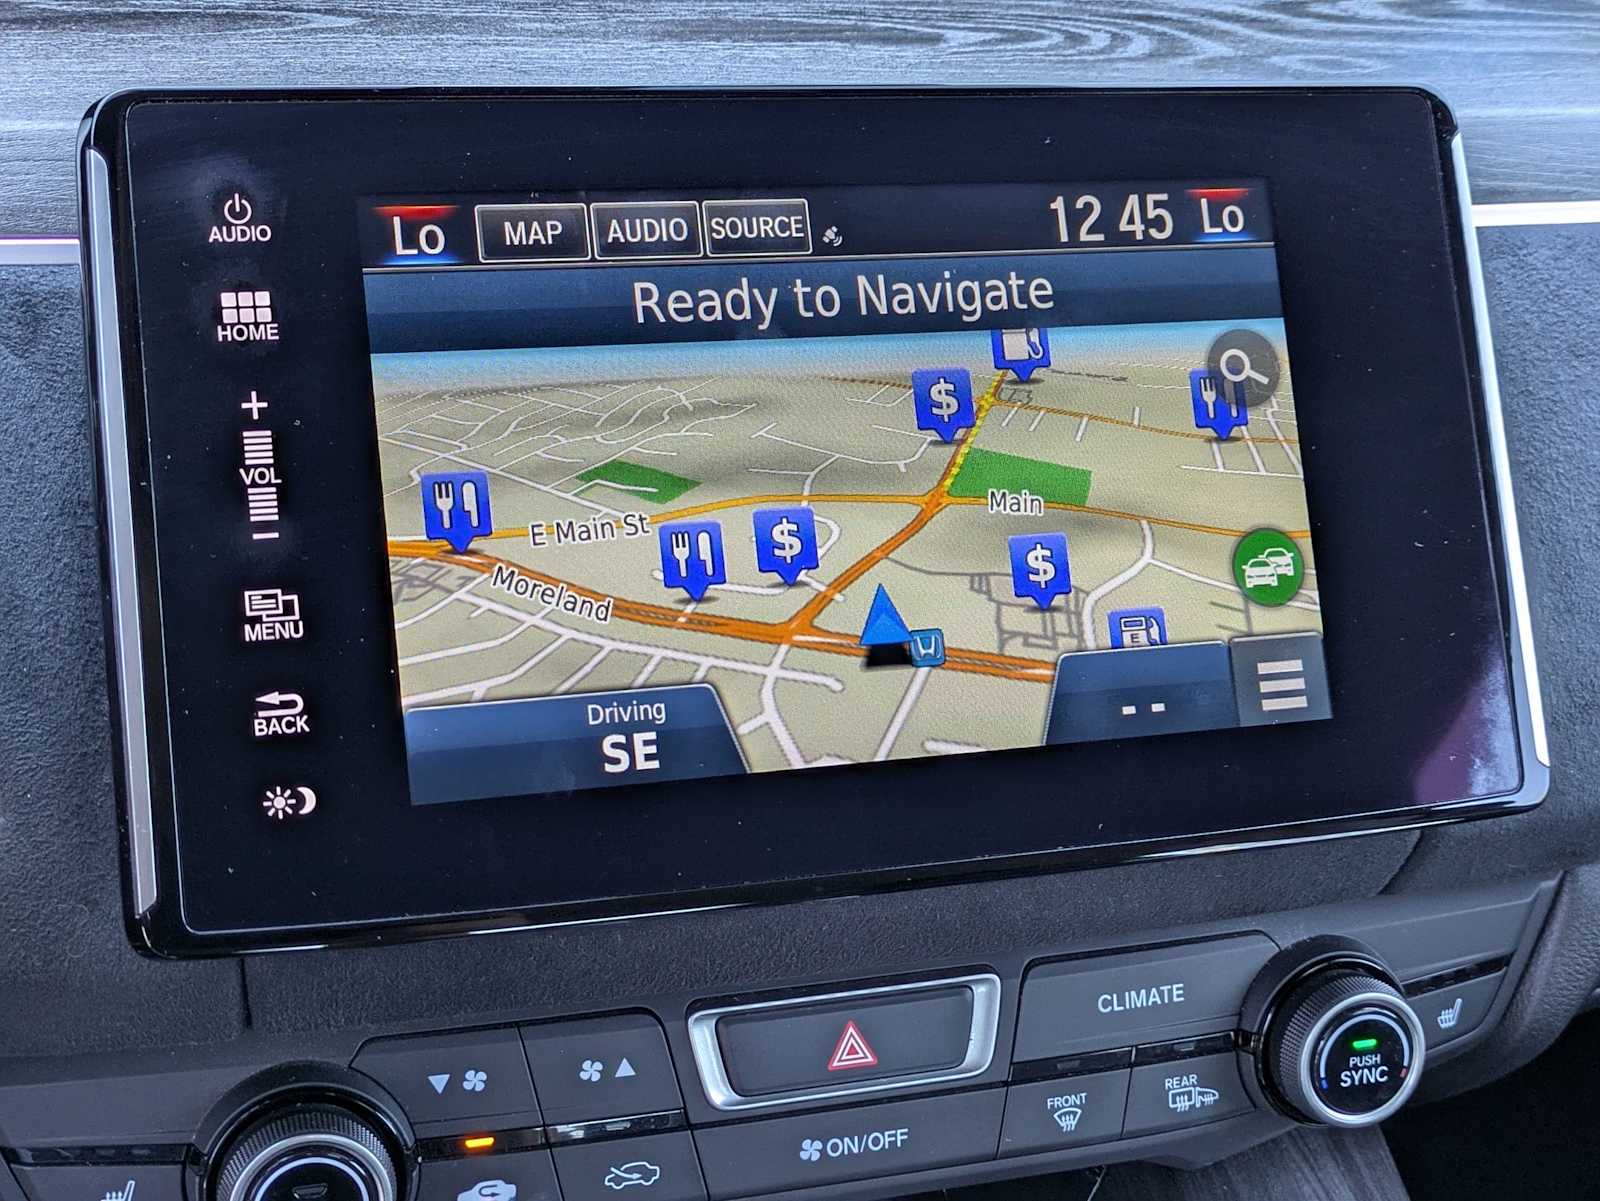 Lo MAP AUDIO SOURCE 12 45 Lo
Ready to Navigate
$
$
$
Main
E Main St
Moreland
E
Driving
SE
- -
AUDIO
HOME
+
VOL
-
MENU
BACK
CLIMATE
PUSH
SYNC
FRONT
REAR
ON/OFF